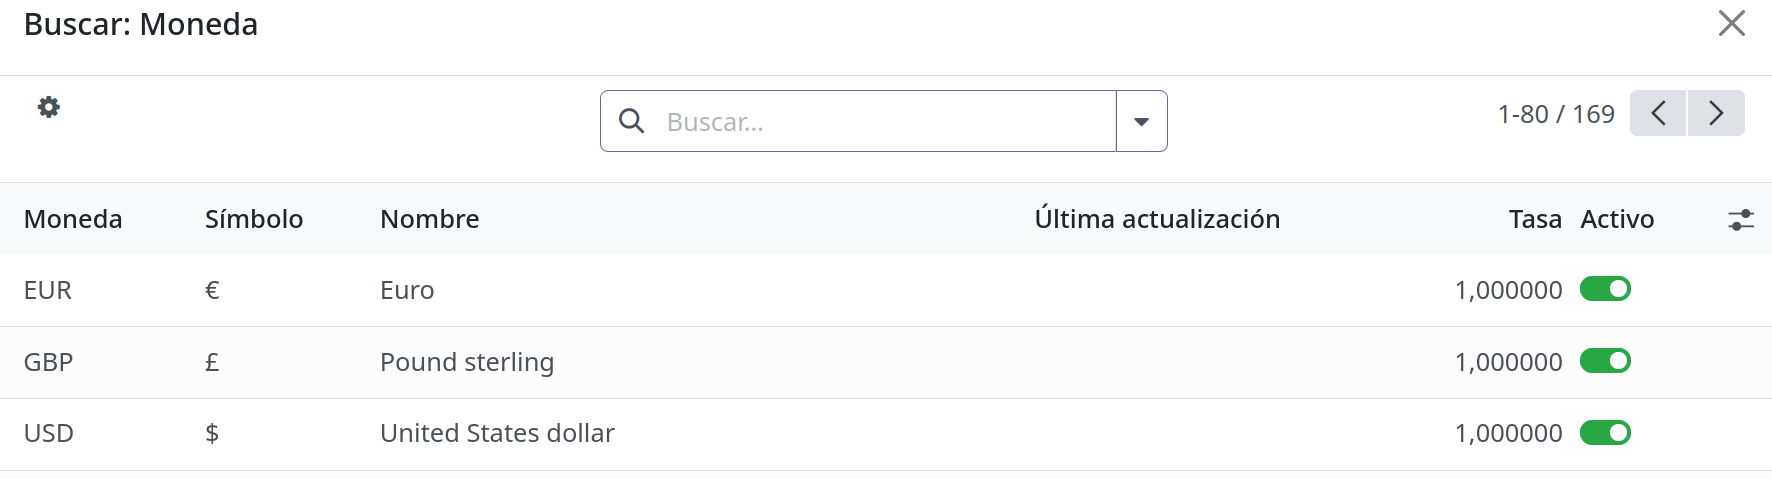 Buscar: Moneda
Buscar...
1-80 / 169
Moneda Símbolo Nombre Última actualización Tasa Activo
EUR € Euro 1,000000
GBP £ Pound sterling 1,000000
USD $ United States dollar 1,000000